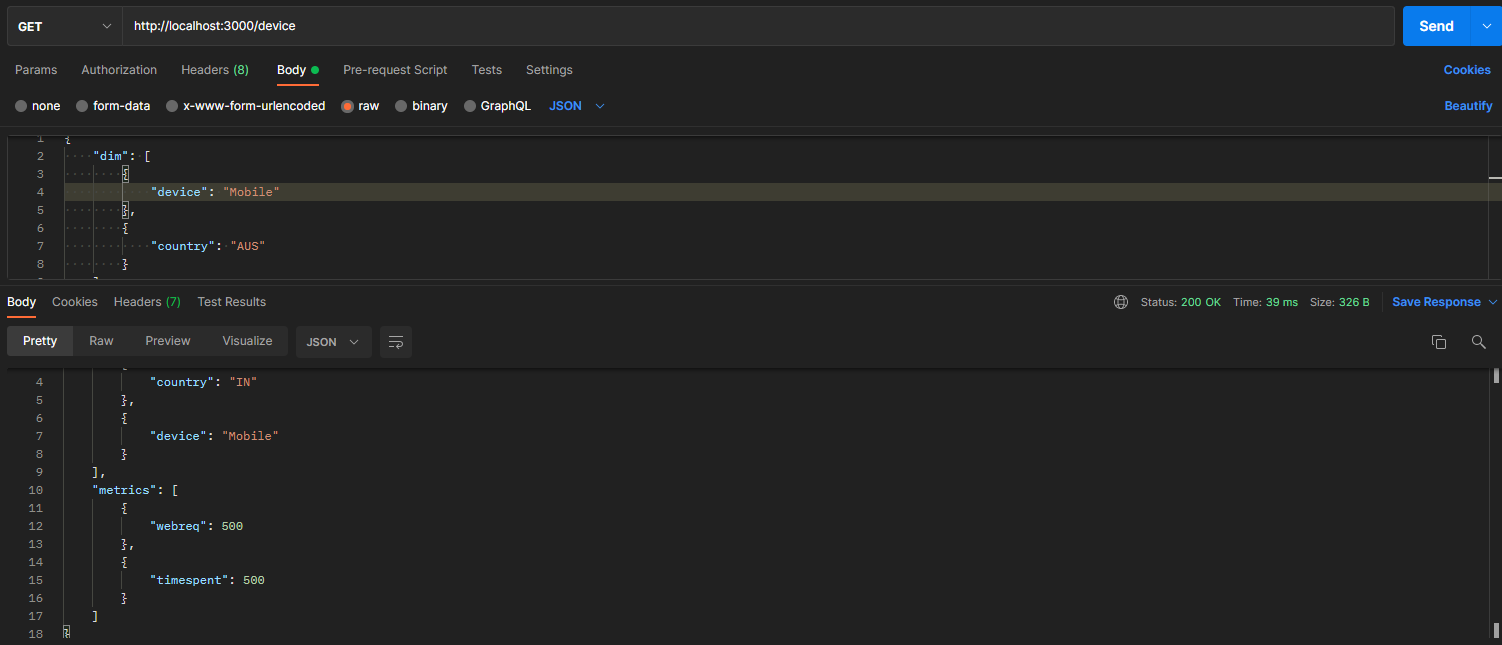 GET http://localhost:3000/device Send
Params Authorization Headers (8) Body Pre-request Script Tests Settings Cookies
none form-data x-www-form-urlencoded raw binary GraphQL JSON Beautify
1 {
2 "dim": [
3 {
4 "device": "Mobile"
5 },
6 {
7 "country": "AUS"
8 }
Body Cookies Headers (7) Test Results Status: 200 OK Time: 39 ms Size: 326 B Save Response
Pretty Raw Preview Visualize JSON
4 "country": "IN"
5 },
6 {
7 "device": "Mobile"
8 }
9 ],
10 "metrics": [
11 {
12 "webreq": 500
13 },
14 {
15 "timespent": 500
16 }
17 ]
18 }